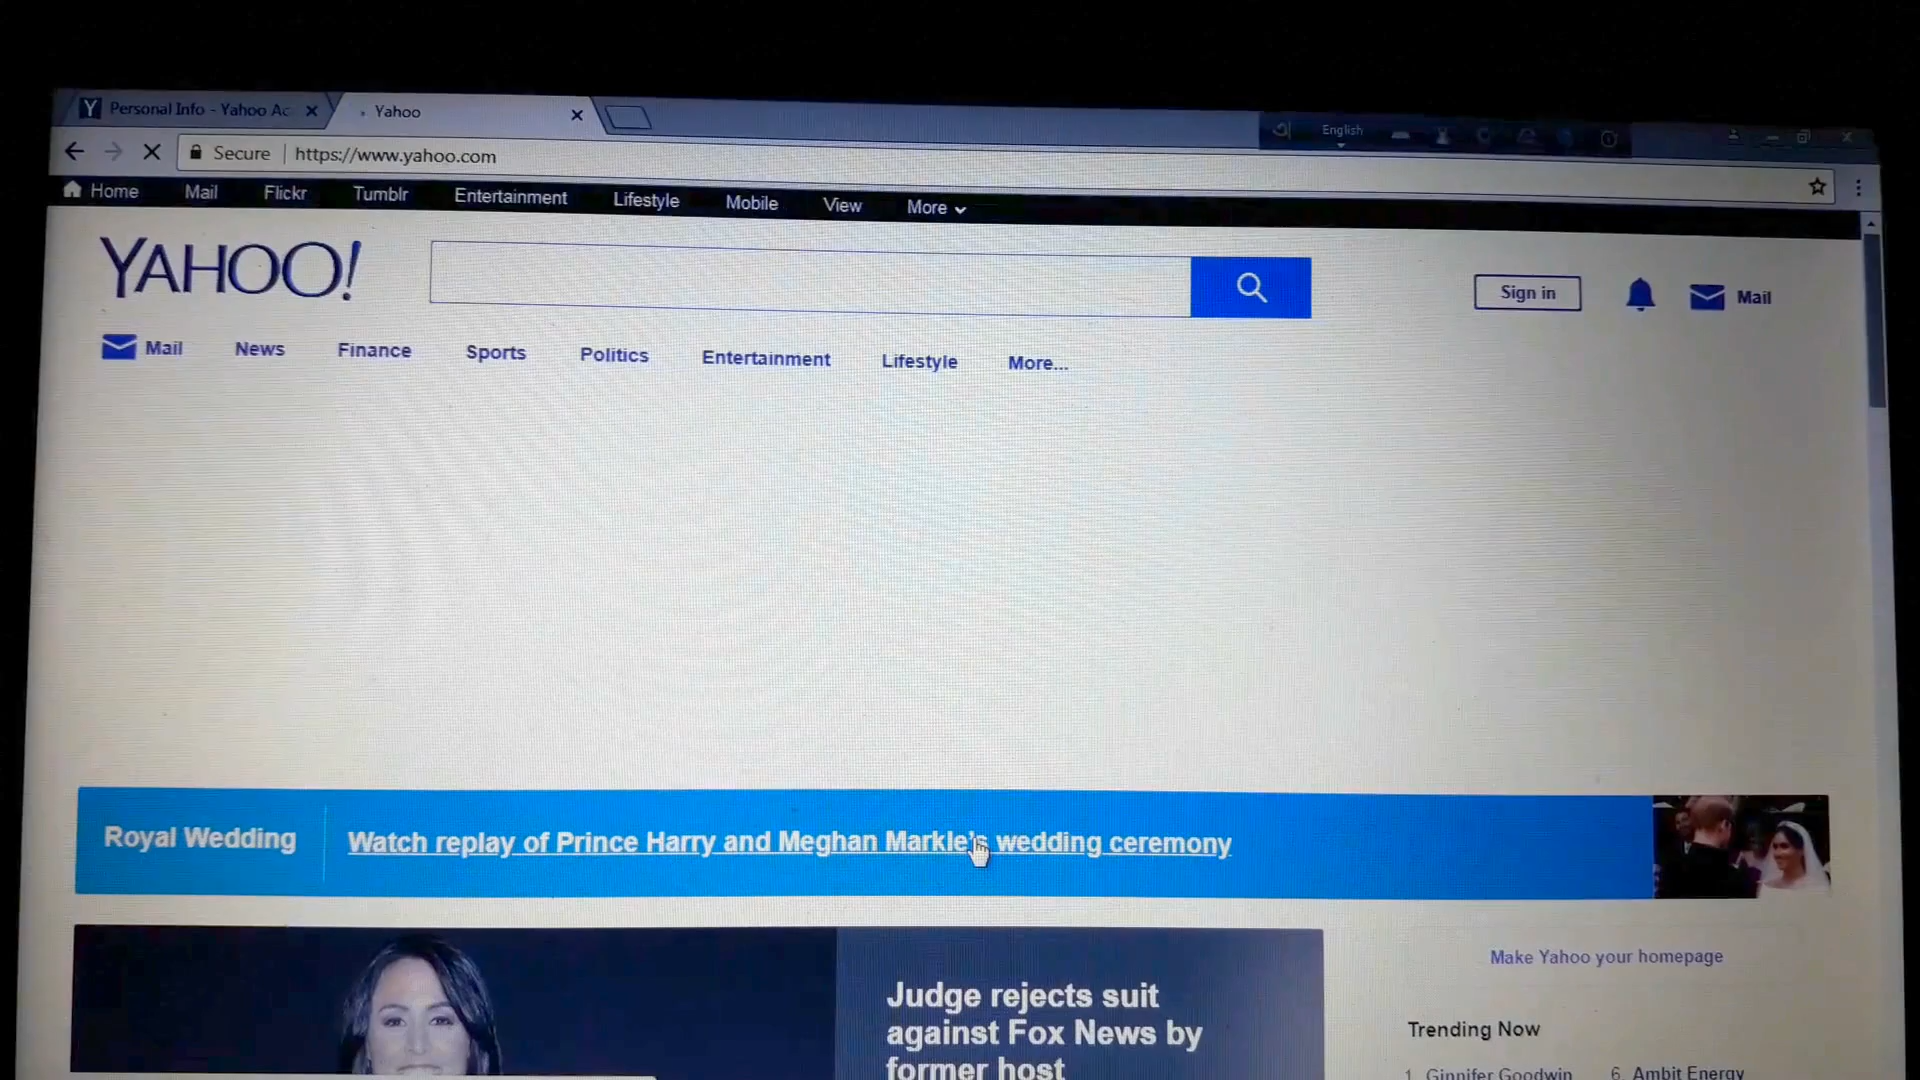 Personal Info - Yahoo Ac
Yahoo
English
Secure
https://www.yahoo.com
Home Mail Flickr Tumblr Entertainment Lifestyle Mobile View More
YAHOO!
Sign in
Mail
Mail News Finance Sports Politics Entertainment Lifestyle More...
Royal Wedding
Watch replay of Prince Harry and Meghan Markle's wedding ceremony
Judge rejects suit
against Fox News by
former host
Make Yahoo your homepage
Trending Now
1. Ginnifer Goodwin
6. Ambit Energy